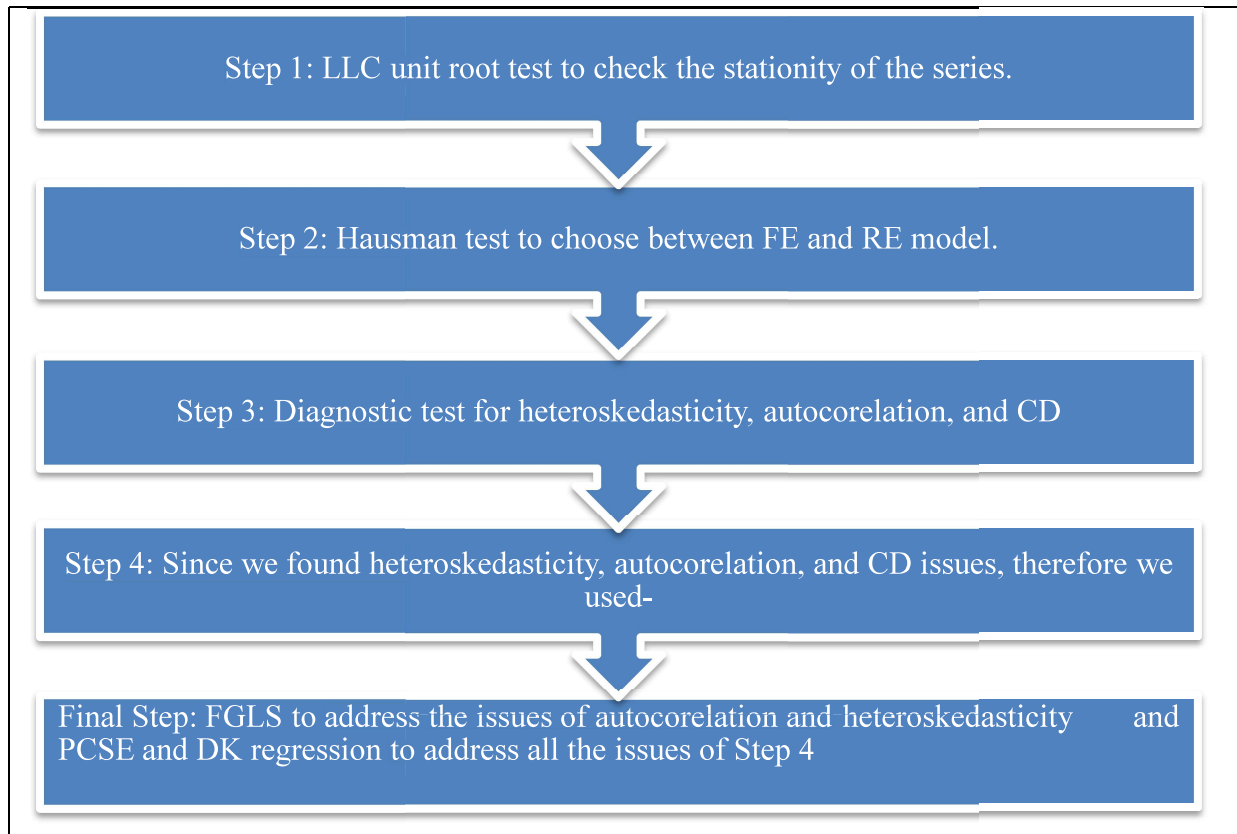 Step 1: LLC unit root test to check the stationity of the series.
Step 2: Hausman test to choose between FE and RE model.
Step 3: Diagnostic test for heteroskedasticity, autocorelation, and CD
Step 4: Since we found heteroskedasticity, autocorelation, and CD issues, therefore we
used-
Final Step: FGLS to address the issues of autocorelation and heteroskedasticity and
PCSE and DK regression to address all the issues of Step 4